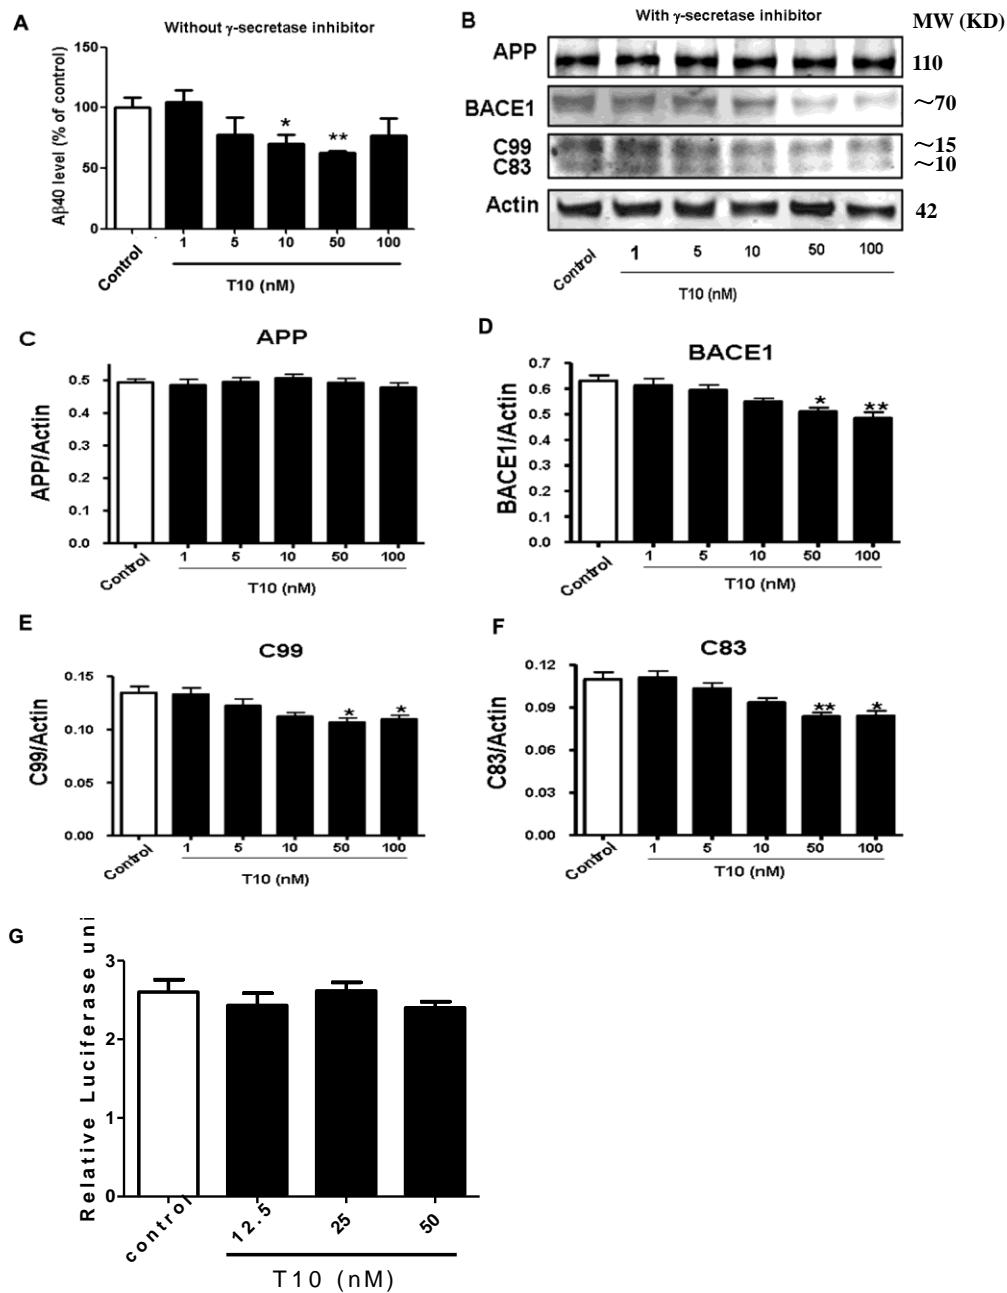 A
Without γ-secretase inhibitor
Aβ40 level (% of control)
150
100
50
0
*
**
Control
1 5 10 50 100
T10 (nM)
B
With γ-secretase inhibitor
MW (KD)
APP
110
BACE1
~70
C99
~15
C83
~10
Actin
42
Control
1 5 10 50 100
T10 (nM)
C
APP
APP/Actin
0.5
0.4
0.3
0.2
0.1
0.0
Control
1 5 10 50 100
T10 (nM)
D
BACE1
BACE1/Actin
0.7
0.6
0.5
0.4
0.3
0.2
0.1
0.0
*
**
Control
1 5 10 50 100
T10 (nM)
E
C99
C99/Actin
0.15
0.10
0.05
0.00
*
*
Control
1 5 10 50 100
T10 (nM)
F
C83
C83/Actin
0.12
0.09
0.06
0.03
0.00
**
*
Control
1 5 10 50 100
T10 (nM)
G
Relative Luciferase uni
3
2
1
0
control
12.5 25 50
T10 (nM)